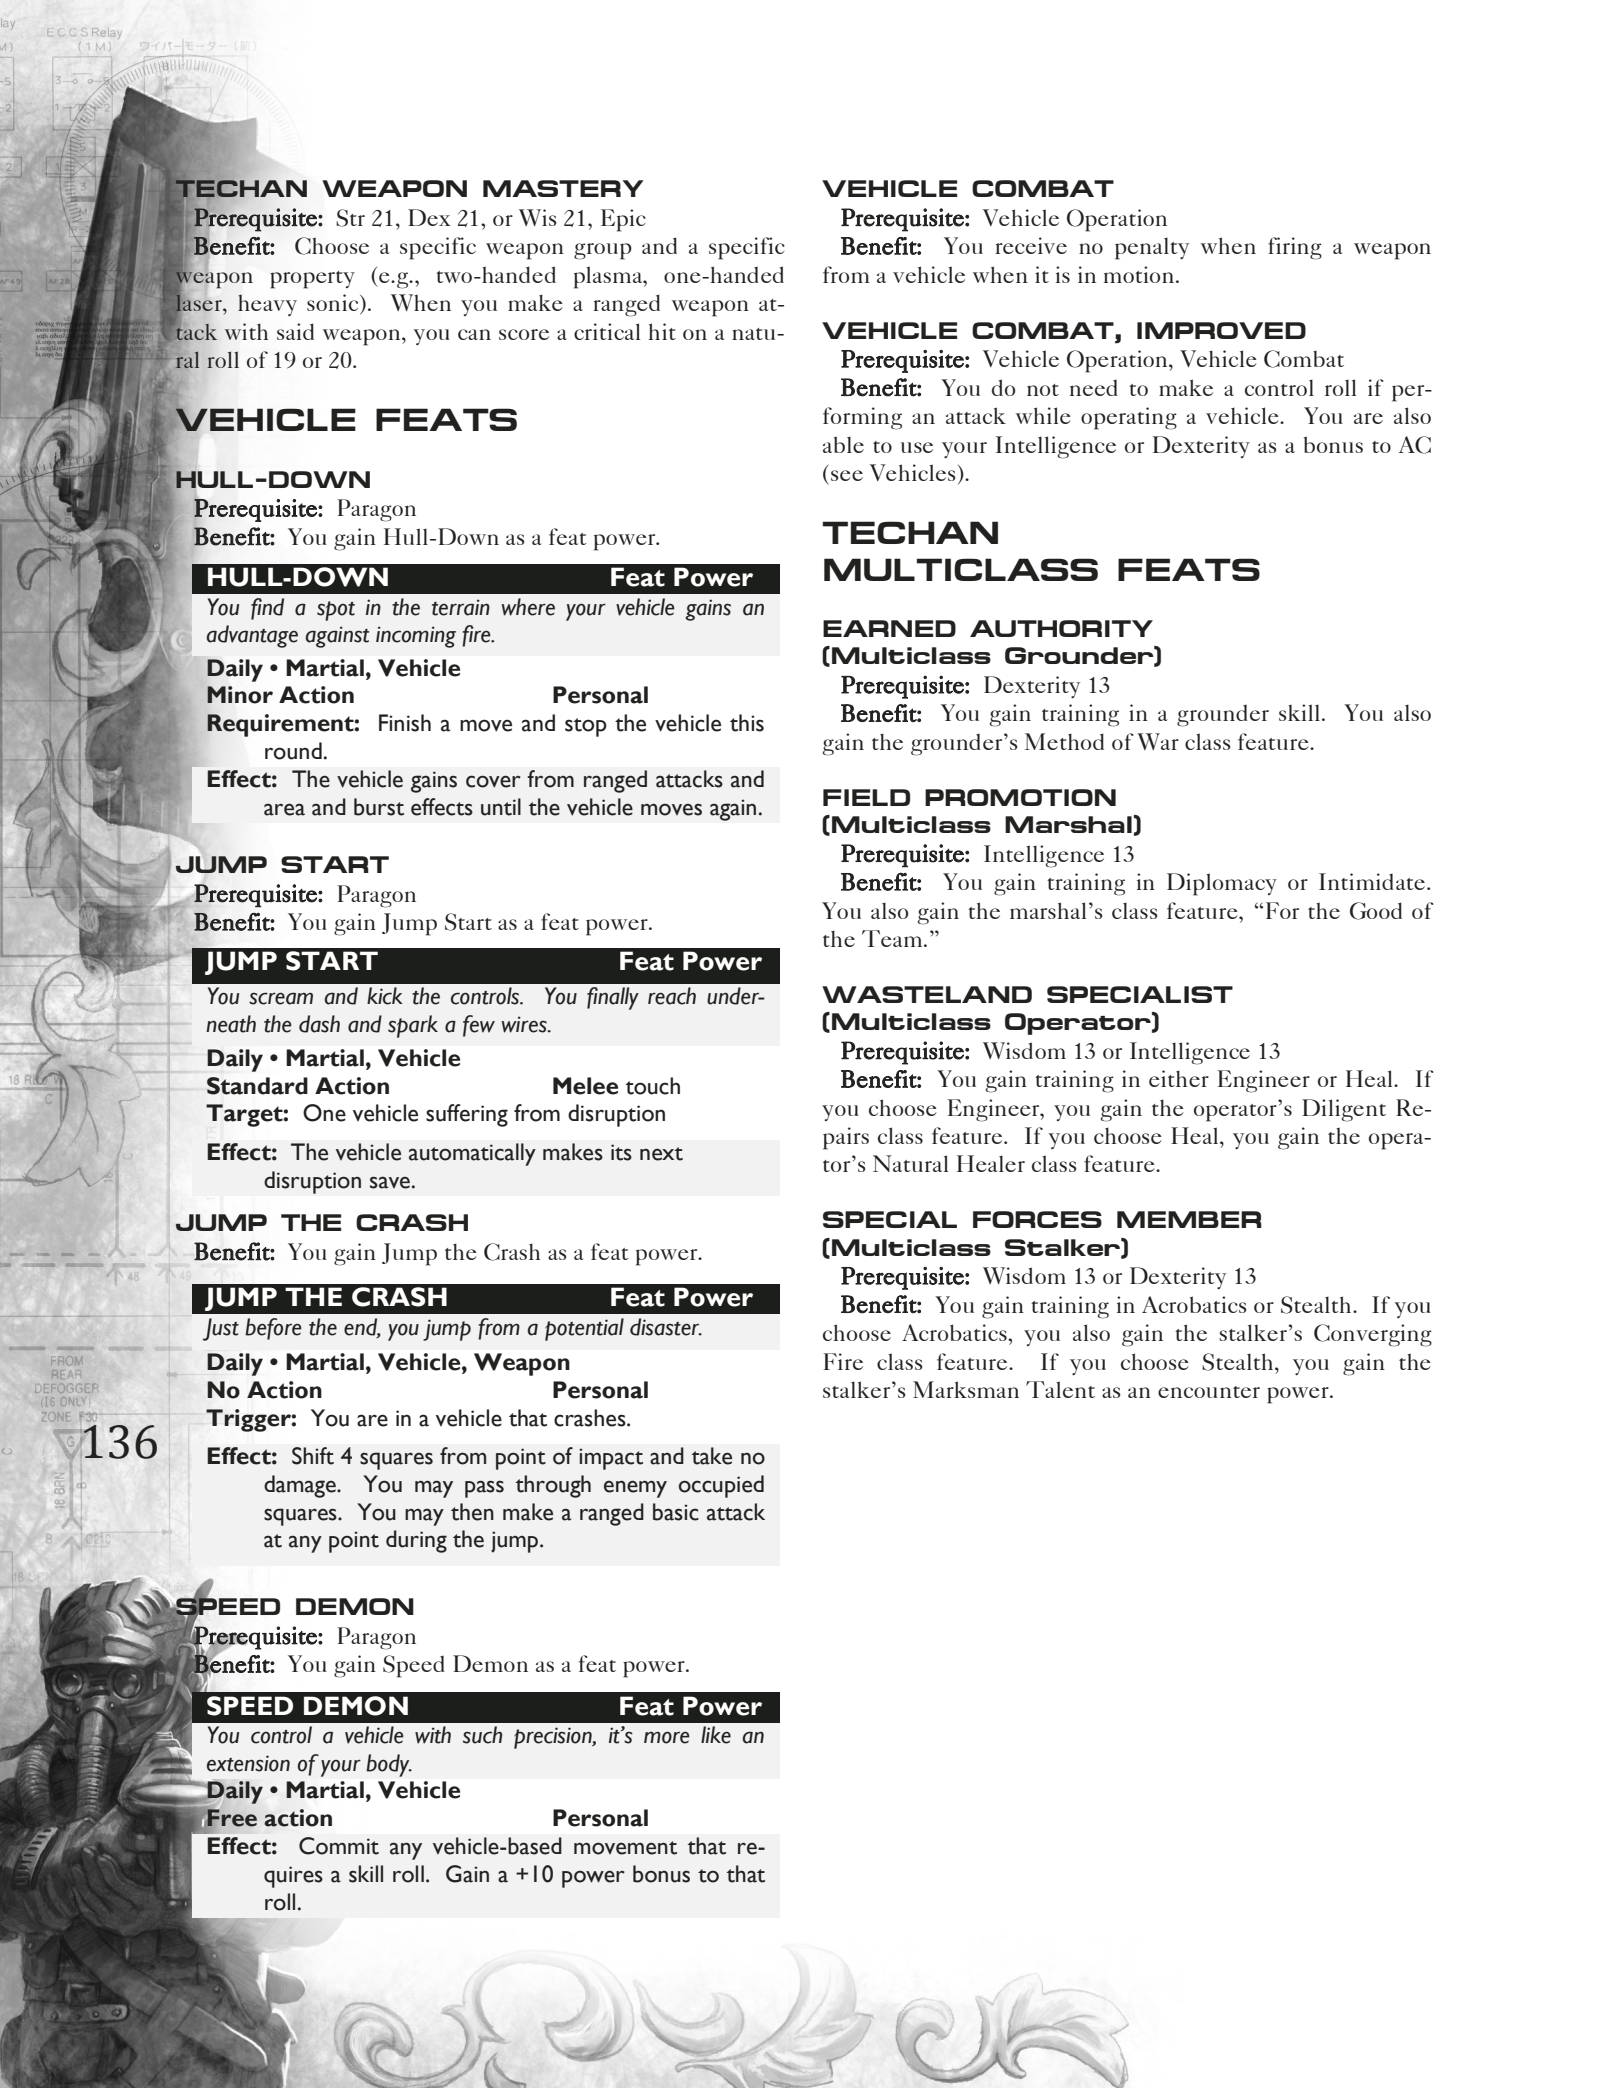 ECCS Relay
(1 M)
ワイパーモーター (前)
TECHAN WEAPON MASTERY
Prerequisite: Str 21, Dex 21, or Wis 21, Epic
Benefit: Choose a specific weapon group and a specific
weapon property (e.g., two-handed plasma, one-handed
laser, heavy sonic). When you make a ranged weapon at-
tack with said weapon, you can score a critical hit on a natu-
ral roll of 19 or 20.
VEHICLE FEATS
HULL-DOWN
Prerequisite: Paragon
Benefit: You gain Hull-Down as a feat power.
HULL-DOWN Feat Power
You find a spot in the terrain where your vehicle gains an
advantage against incoming fire.
Daily • Martial, Vehicle
Minor Action Personal
Requirement: Finish a move and stop the vehicle this
round.
Effect: The vehicle gains cover from ranged attacks and
area and burst effects until the vehicle moves again.
JUMP START
Prerequisite: Paragon
Benefit: You gain Jump Start as a feat power.
JUMP START Feat Power
You scream and kick the controls. You finally reach under-
neath the dash and spark a few wires.
Daily • Martial, Vehicle
Standard Action Melee touch
Target: One vehicle suffering from disruption
Effect: The vehicle automatically makes its next
disruption save.
JUMP THE CRASH
Benefit: You gain Jump the Crash as a feat power.
JUMP THE CRASH Feat Power
Just before the end, you jump from a potential disaster.
Daily • Martial, Vehicle, Weapon
No Action Personal
Trigger: You are in a vehicle that crashes.
Effect: Shift 4 squares from point of impact and take no
damage. You may pass through enemy occupied
squares. You may then make a ranged basic attack
at any point during the jump.
SPEED DEMON
Prerequisite: Paragon
Benefit: You gain Speed Demon as a feat power.
SPEED DEMON Feat Power
You control a vehicle with such precision, it's more like an
extension of your body.
Daily • Martial, Vehicle
Free action Personal
Effect: Commit any vehicle-based movement that re-
quires a skill roll. Gain a +10 power bonus to that
roll.
VEHICLE COMBAT
Prerequisite: Vehicle Operation
Benefit: You receive no penalty when firing a weapon
from a vehicle when it is in motion.
VEHICLE COMBAT, IMPROVED
Prerequisite: Vehicle Operation, Vehicle Combat
Benefit: You do not need to make a control roll if per-
forming an attack while operating a vehicle. You are also
able to use your Intelligence or Dexterity as a bonus to AC
(see Vehicles).
TECHAN
MULTICLASS FEATS
EARNED AUTHORITY
(Multiclass Grounder)
Prerequisite: Dexterity 13
Benefit: You gain training in a grounder skill. You also
gain the grounder's Method of War class feature.
FIELD PROMOTION
(Multiclass Marshal)
Prerequisite: Intelligence 13
Benefit: You gain training in Diplomacy or Intimidate.
You also gain the marshal's class feature, “For the Good of
the Team.”
WASTELAND SPECIALIST
(Multiclass Operator)
Prerequisite: Wisdom 13 or Intelligence 13
Benefit: You gain training in either Engineer or Heal. If
you choose Engineer, you gain the operator's Diligent Re-
pairs class feature. If you choose Heal, you gain the opera-
tor's Natural Healer class feature.
SPECIAL FORCES MEMBER
(Multiclass Stalker)
Prerequisite: Wisdom 13 or Dexterity 13
Benefit: You gain training in Acrobatics or Stealth. If you
choose Acrobatics, you also gain the stalker's Converging
Fire class feature. If you choose Stealth, you gain the
stalker's Marksman Talent as an encounter power.
FROM
REAR
DEFOGGER
(I6 ONLY)
ZONE F30
136
18 BRN